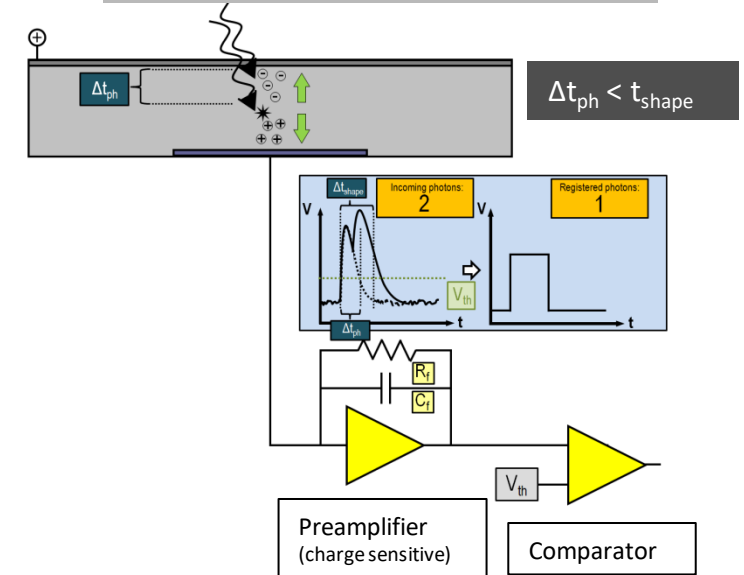 ⊕
Δtph
− − − −
+ + + +
Δtph < tshape
Δtshape
Incoming photons:
2
Registered photons:
1
V
V
Vth
t
t
Δtph
Rf
Cf
Vth
Preamplifier
(charge sensitive)
Comparator